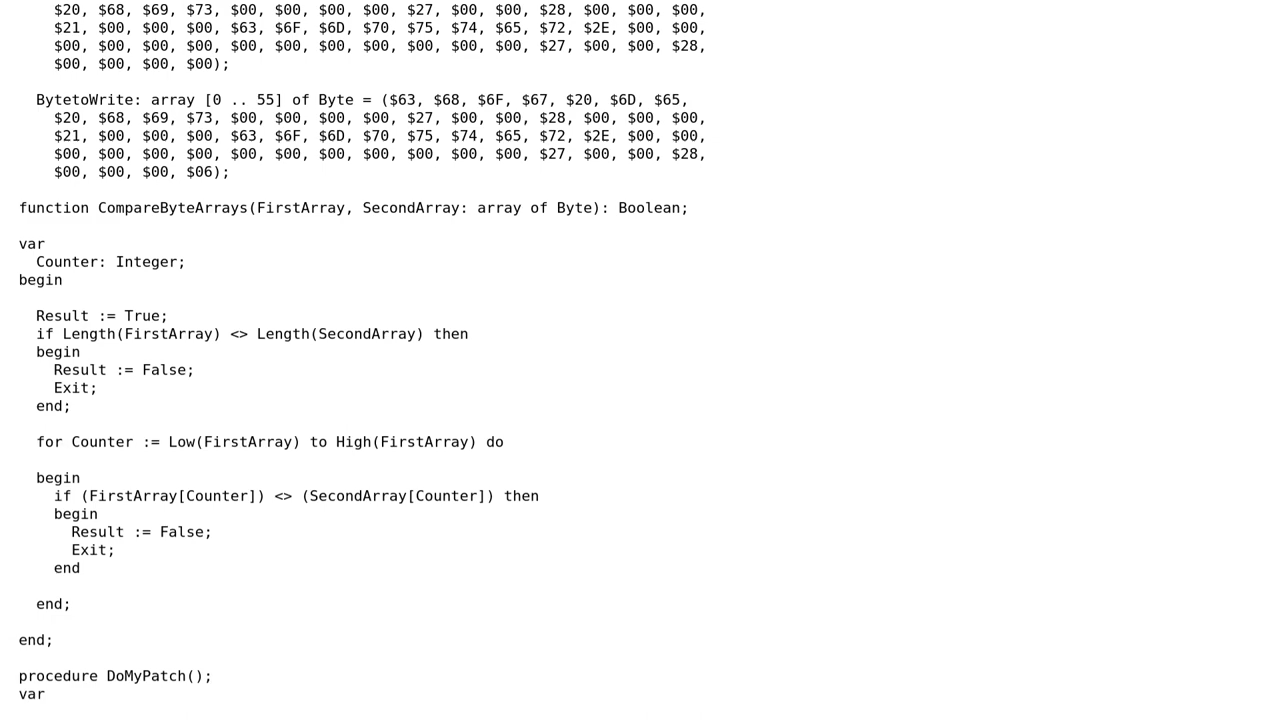 $20, $68, $69, $73, $00, $00, $00, $00, $27, $00, $00, $28, $00, $00, $00,
$21, $00, $00, $00, $63, $6F, $6D, $70, $75, $74, $65, $72, $2E, $00, $00,
$00, $00, $00, $00, $00, $00, $00, $00, $00, $00, $00, $27, $00, $00, $28,
$00, $00, $00, $00);
BytetoWrite: array [0 .. 55] of Byte = ($63, $68, $6F, $67, $20, $6D, $65,
$20, $68, $69, $73, $00, $00, $00, $00, $27, $00, $00, $28, $00, $00, $00,
$21, $00, $00, $00, $63, $6F, $6D, $70, $75, $74, $65, $72, $2E, $00, $00,
$00, $00, $00, $00, $00, $00, $00, $00, $00, $00, $00, $27, $00, $00, $28,
$00, $00, $00, $06);
function CompareByteArrays(FirstArray, SecondArray: array of Byte): Boolean;
var
Counter: Integer;
begin
Result := True;
if Length(FirstArray) <> Length(SecondArray) then
begin
Result := False;
Exit;
end;
for Counter := Low(FirstArray) to High(FirstArray) do
begin
if (FirstArray[Counter]) <> (SecondArray[Counter]) then
begin
Result := False;
Exit;
end
end;
end;
procedure DoMyPatch();
var